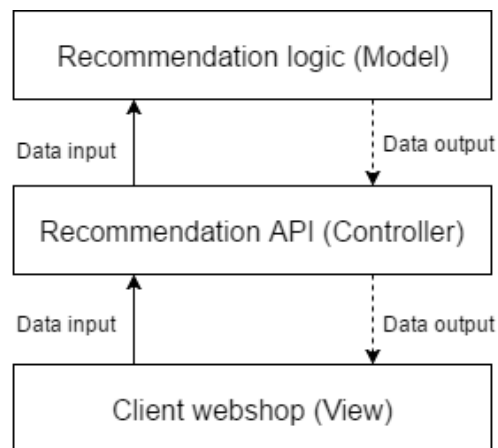 Recommendation logic (Model)
Data input
Data output
Recommendation API (Controller)
Data input
Data output
Client webshop (View)